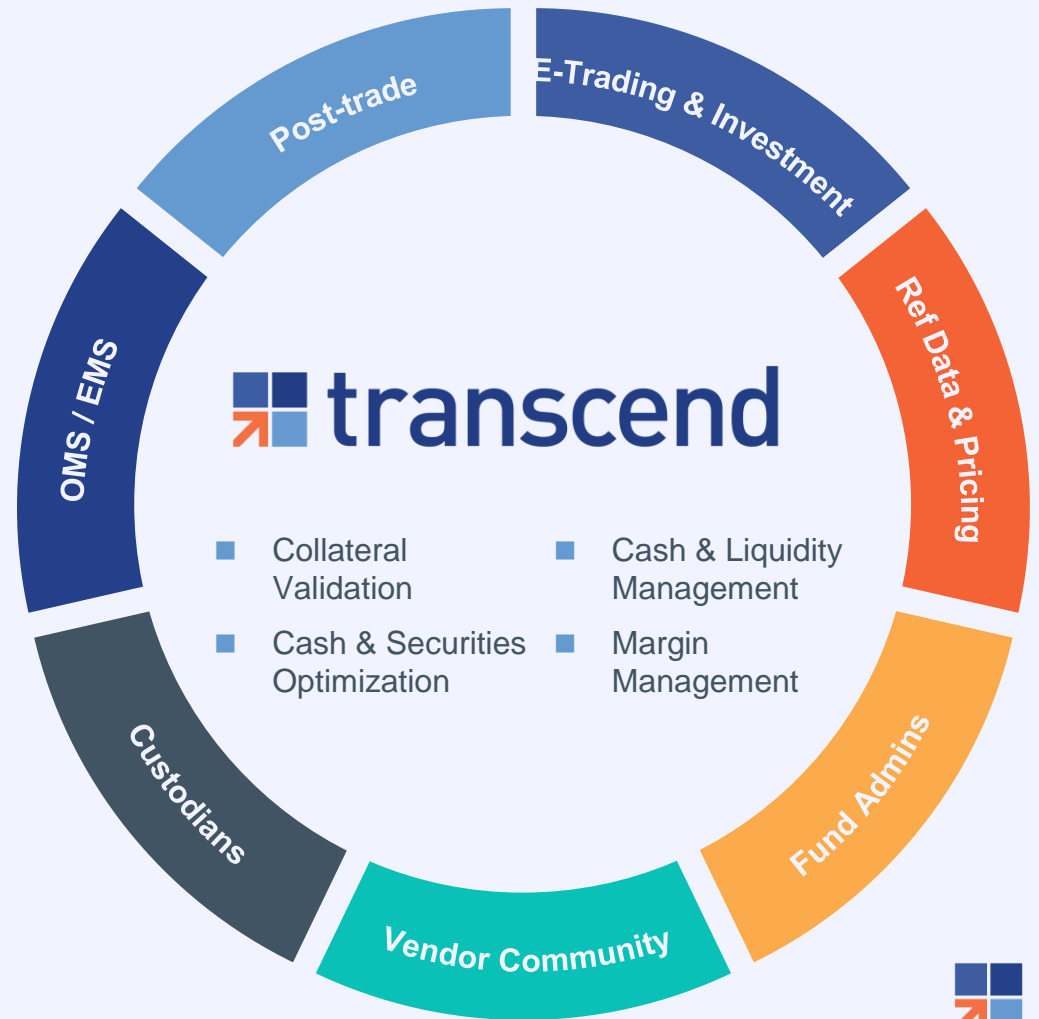 Post-trade
E-Trading & Investment
OMS / EMS
Ref Data & Pricing
transcend
Collateral
Validation
Cash & Securities
Optimization
Cash & Liquidity
Management
Margin
Management
Custodians
Fund Admins
Vendor Community